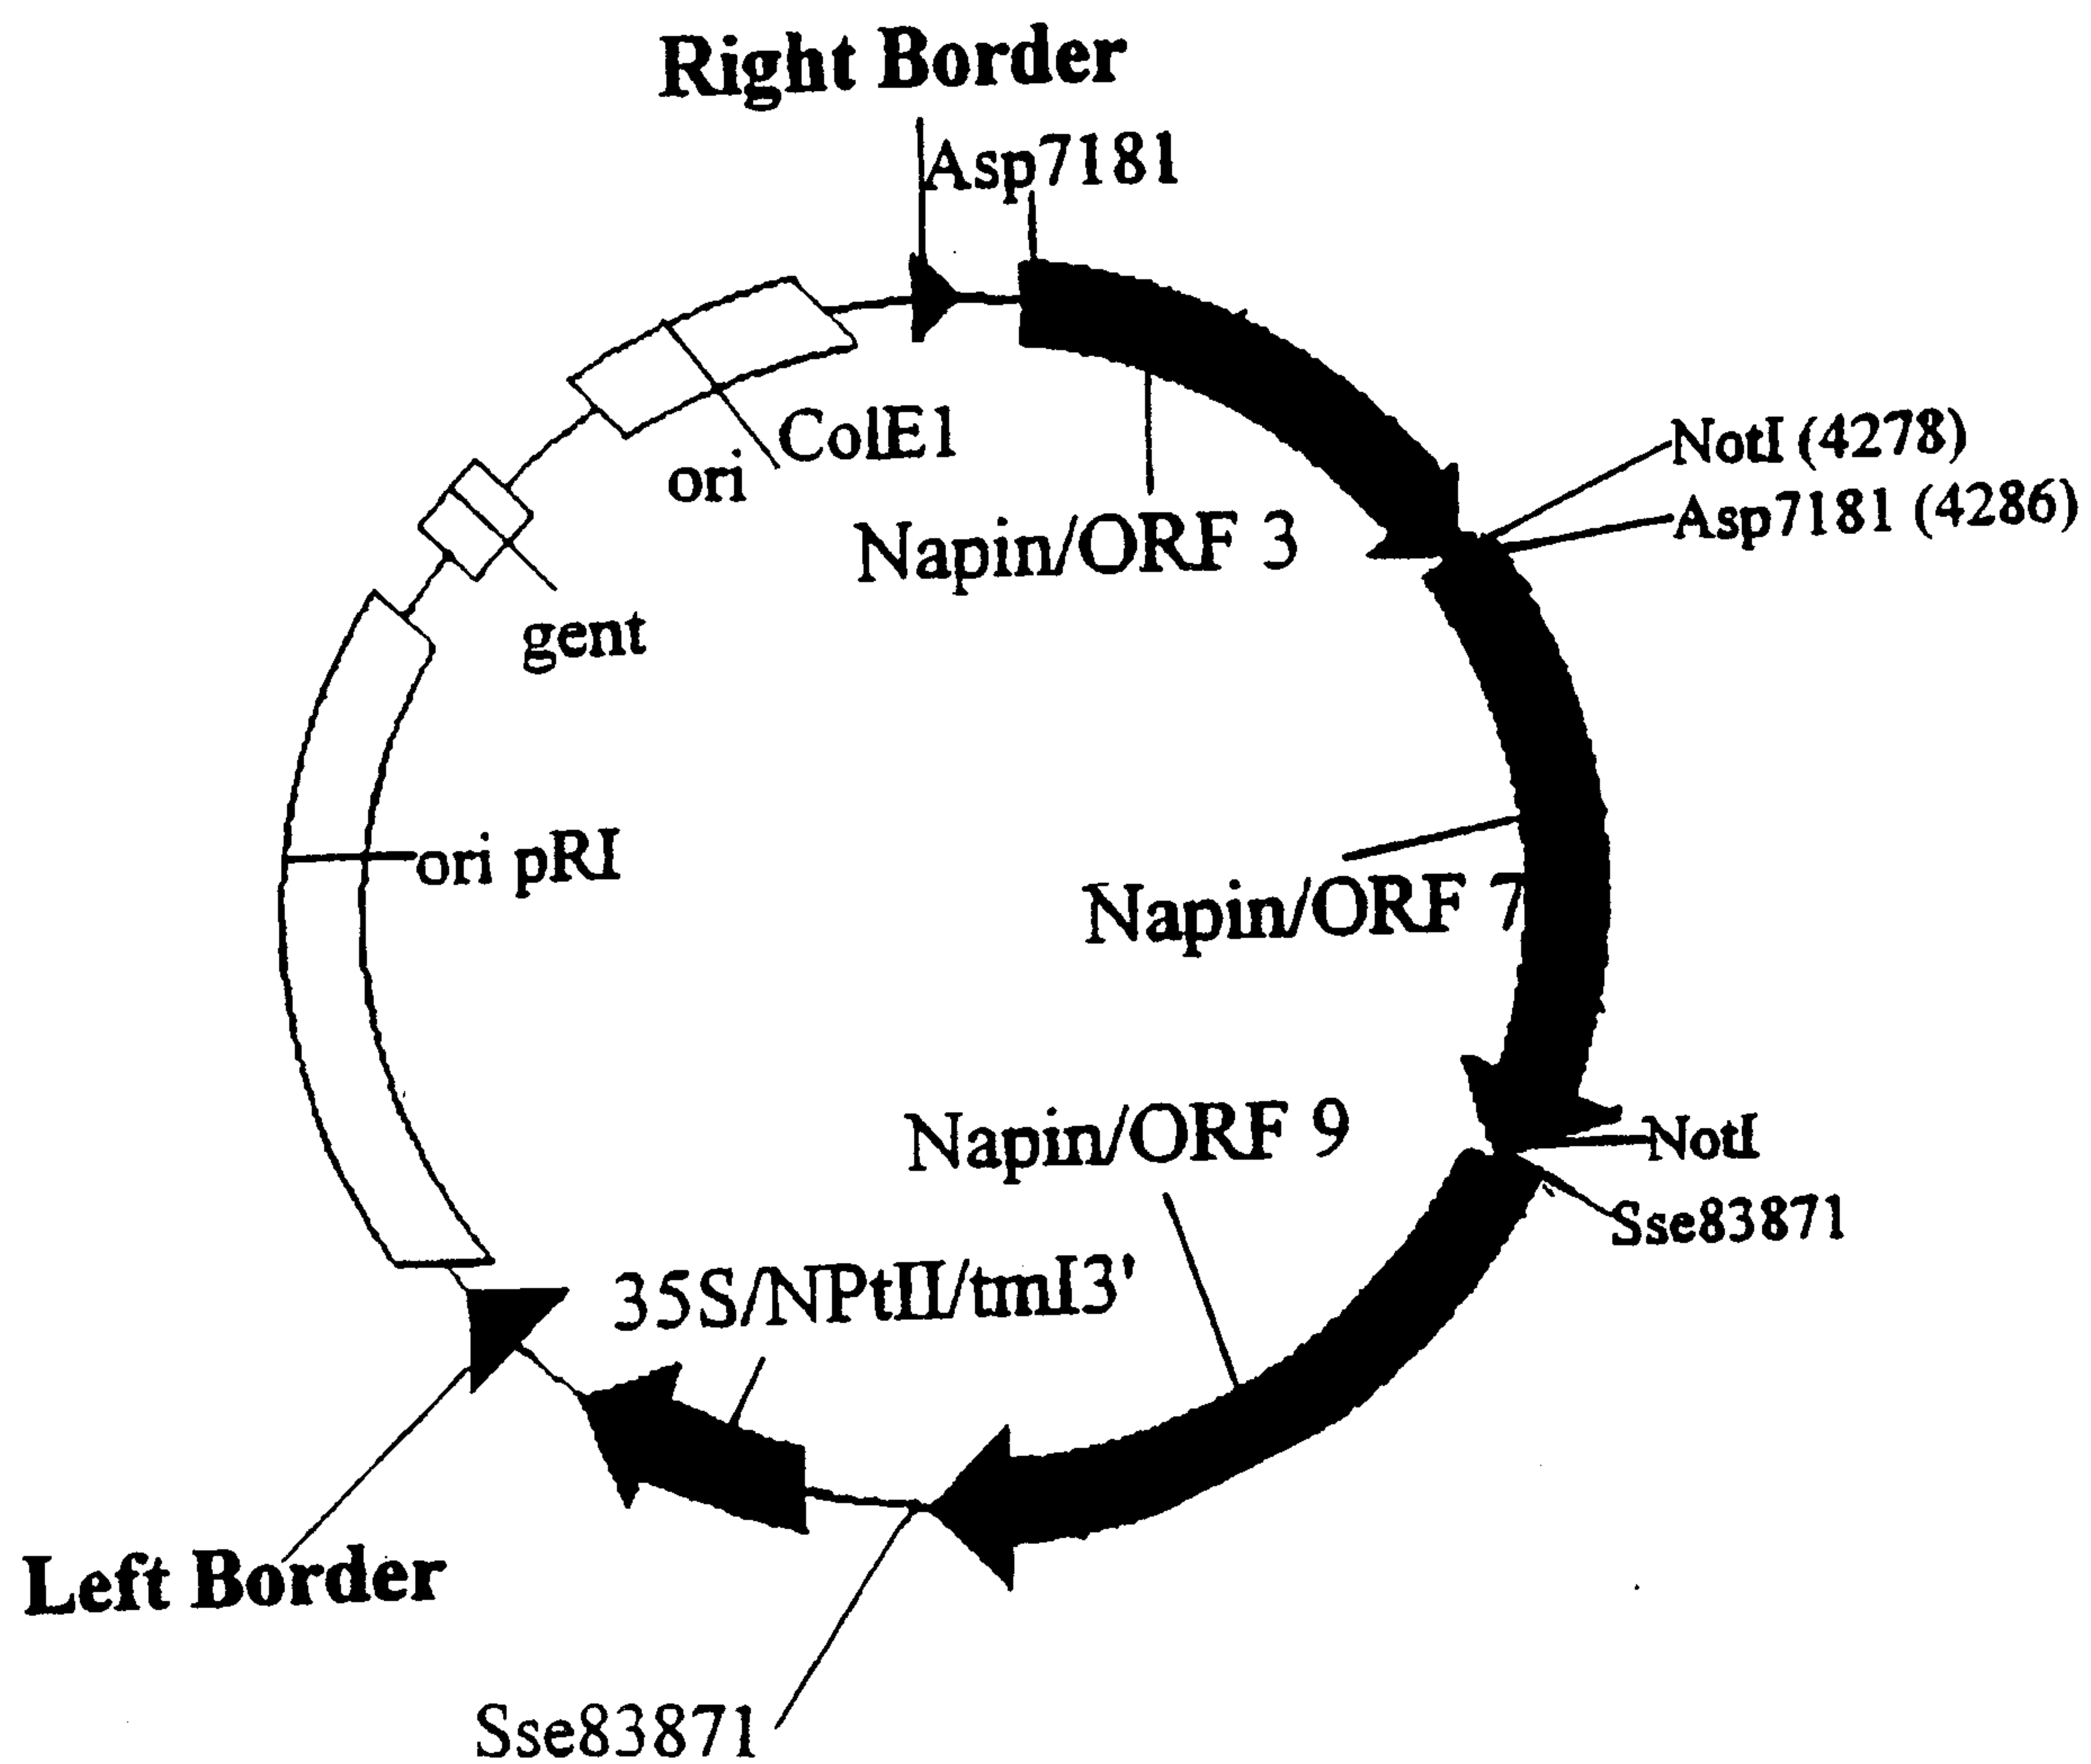 Right Border
Asp7181
ColE1
ori
NotI (4278)
Asp7181 (4286)
Napin/ORF 3
gent
ori pRI
Napin/ORF 7
Napin/ORF 9
NotI
Sse83871
35S/NPtII/tmI3'
Left Border
Sse83871